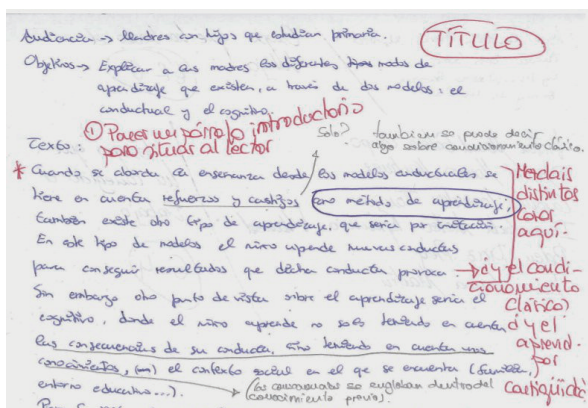 Audiencia → Madres con hijos que estudian primaria.
TÍTULO
Objetivos → Explicar a las madres los diferentes modos de
aprendizaje que existen, a través de dos modelos: el
conductual y el cognitivo.
① Poner un párrafo introductorio
para situar al lector
Texto:
Solo?
también se puede decir
algo sobre condicionamiento clásico.
* Cuando se aborda la enseñanza desde los modelos conductuales se
tiene en cuenta refuerzos y castigos como método de aprendizaje,
también existe otro tipo de aprendizaje, que sería por imitación.
En este tipo de modelos el niño aprende nuevas conductas
para conseguir resultados que dicha conducta provoca
Mezclais
distintos
cosas
aquí.
→ ¿y el condi-
cionamiento
clásico?
Sin embargo otro punto de vista sobre el aprendizaje sería el
cognitivo, donde el niño aprende no solo teniendo en cuenta
las consecuencias de su conducta, sino teniendo en cuenta unos
conocimientos, el contexto social en el que se encuentra (familiar,
entorno educativo...).
¿y el
aprend.
por
contigüidad
(los conocimientos se engloban dentro del
conocimiento previo).